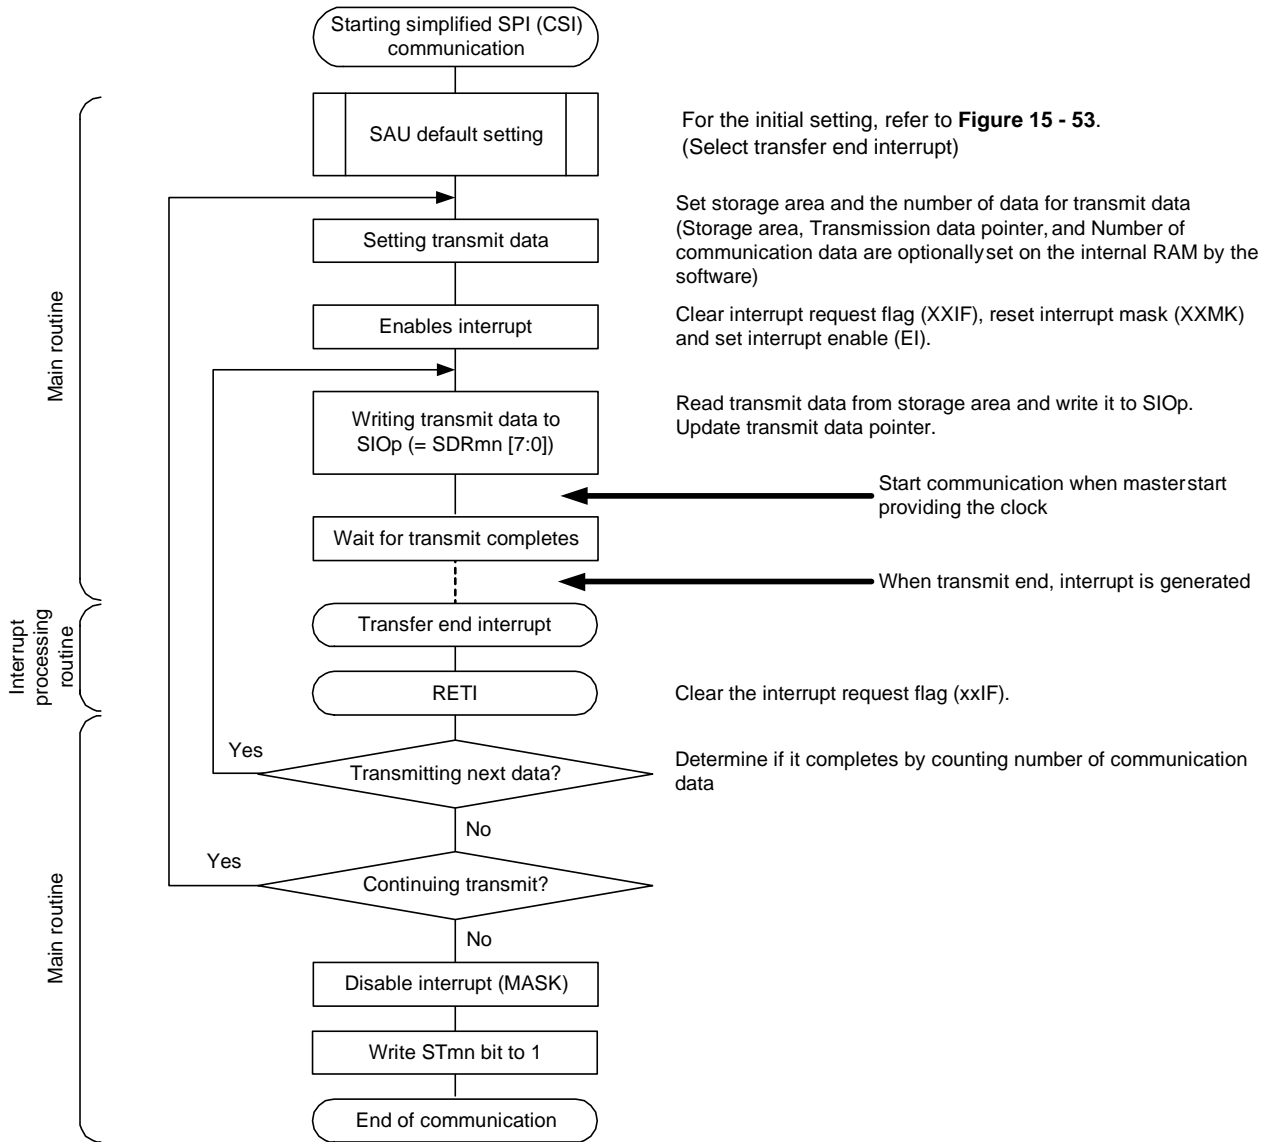 Starting simplified SPI (CSI)
communication
SAU default setting
For the initial setting, refer to Figure 15 - 53.
(Select transfer end interrupt)
Setting transmit data
Set storage area and the number of data for transmit data
(Storage area, Transmission data pointer, and Number of
communication data are optionallyset on the internal RAM by the
software)
Main routine
Enables interrupt
Clear interrupt request flag (XXIF), reset interrupt mask (XXMK)
and set interrupt enable (EI).
Writing transmit data to
SIOp (= SDRmn [7:0])
Read transmit data from storage area and write it to SIOp.
Update transmit data pointer.
Start communication when masterstart
providing the clock
Wait for transmit completes
When transmit end, interrupt is generated
Interrupt
processing
routine
Transfer end interrupt
RETI
Clear the interrupt request flag (xxIF).
Yes
Transmitting next data?
Determine if it completes by counting number of communication
data
No
Yes
Continuing transmit?
No
Main routine
Disable interrupt (MASK)
Write STmn bit to 1
End of communication